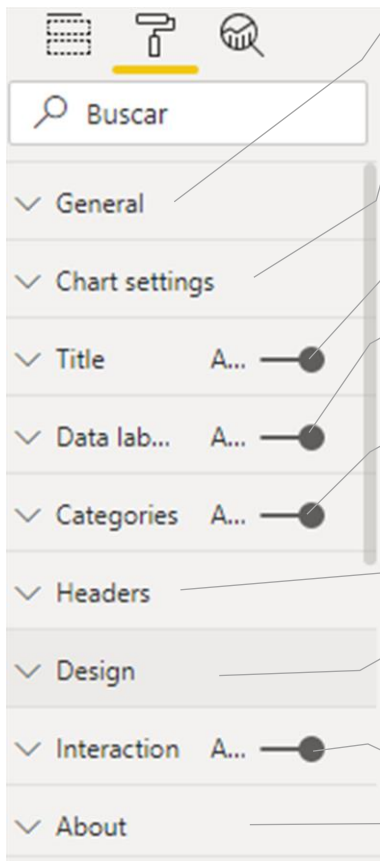 Buscar
General
Chart settings
Title A...
Data lab... A...
Categories A...
Headers
Design
Interaction A...
About